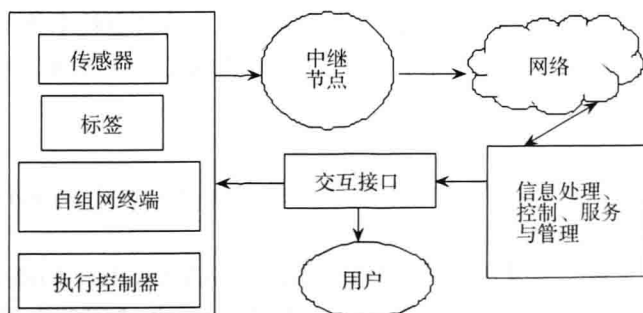 传感器
标签
自组网终端
执行控制器
中继
节点
网络
交互接口
用户
信息处理、
控制、服务
与管理